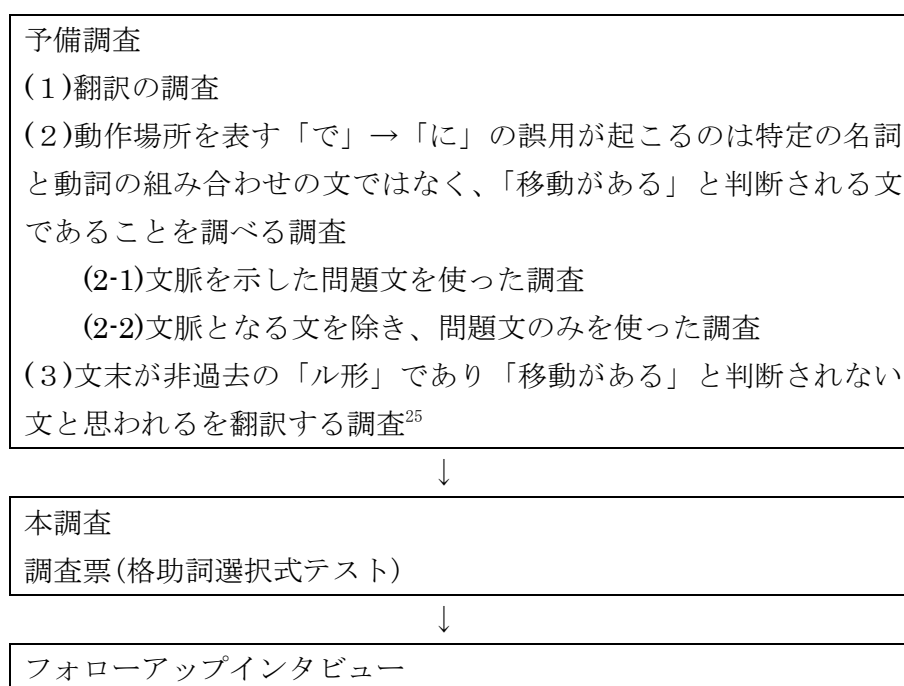 予備調査
(１)翻訳の調査
(２)動作場所を表す「で」→「に」の誤用が起こるのは特定の名詞
と動詞の組み合わせの文ではなく、「移動がある」と判断される文
であることを調べる調査
(2-1)文脈を示した問題文を使った調査
(2-2)文脈となる文を除き、問題文のみを使った調査
(３)文末が非過去の「ル形」であり「移動がある」と判断されない
文と思われるを翻訳する調査25
↓
本調査
調査票(格助詞選択式テスト)
↓
フォローアップインタビュー